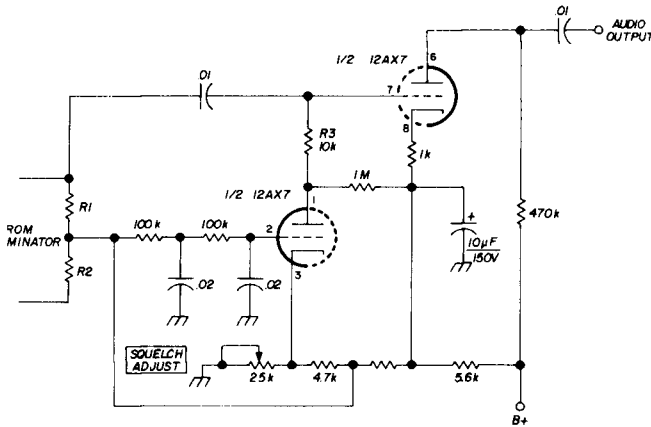 .01
AUDIO
OUTPUT
1/2 12AX7
6
7
8
.01
R3
10k
1k
1/2 12AX7
1
1M
R1
100k
100k
2
470k
ROM
MINATOR
3
+
10µF
150V
R2
.02
.02
SQUELCH
ADJUST
25k
4.7k
5.6k
B+